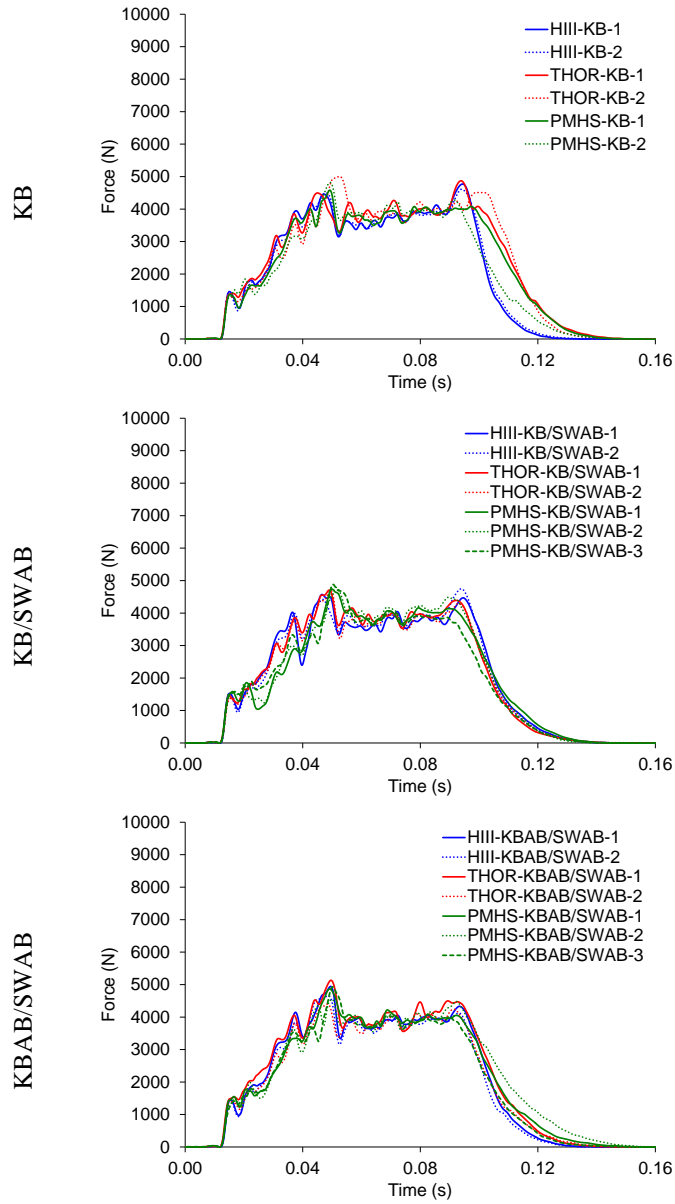 KB
Force (N)
10000
9000
8000
7000
6000
5000
4000
3000
2000
1000
0
0.00 0.04 0.08 0.12 0.16
Time (s)
HIII-KB-1
HIII-KB-2
THOR-KB-1
THOR-KB-2
PMHS-KB-1
PMHS-KB-2
KB/SWAB
Force (N)
10000
9000
8000
7000
6000
5000
4000
3000
2000
1000
0
0.00 0.04 0.08 0.12 0.16
Time (s)
HIII-KB/SWAB-1
HIII-KB/SWAB-2
THOR-KB/SWAB-1
THOR-KB/SWAB-2
PMHS-KB/SWAB-1
PMHS-KB/SWAB-2
PMHS-KB/SWAB-3
KBAB/SWAB
Force (N)
10000
9000
8000
7000
6000
5000
4000
3000
2000
1000
0
0.00 0.04 0.08 0.12 0.16
Time (s)
HIII-KBAB/SWAB-1
HIII-KBAB/SWAB-2
THOR-KBAB/SWAB-1
THOR-KBAB/SWAB-2
PMHS-KBAB/SWAB-1
PMHS-KBAB/SWAB-2
PMHS-KBAB/SWAB-3